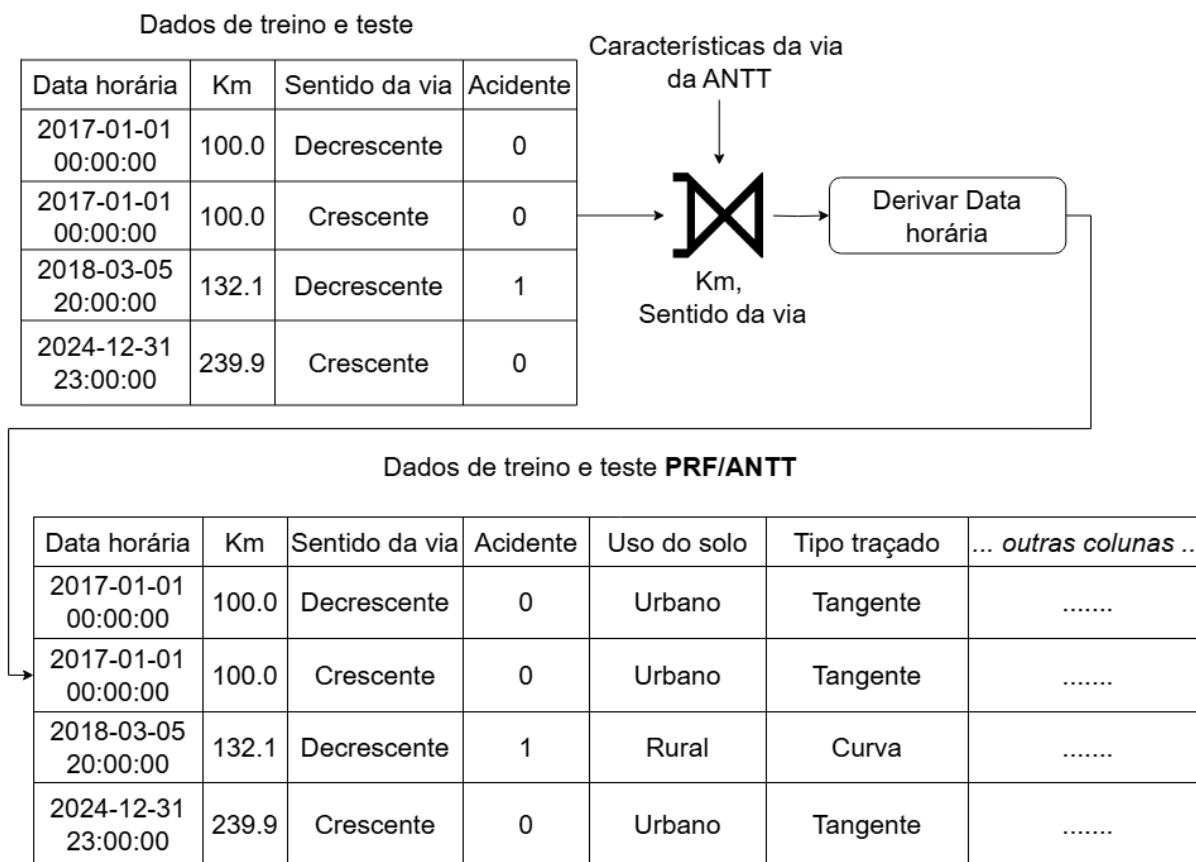 Dados de treino e teste
Data horária Km Sentido da via Acidente
2017-01-01
00:00:00 100.0 Decrescente 0
2017-01-01
00:00:00 100.0 Crescente 0
2018-03-05
20:00:00 132.1 Decrescente 1
2024-12-31
23:00:00 239.9 Crescente 0
Característicias da via
da ANTT
Km,
Sentido da via
Derivar Data
horária
Dados de treino e teste PRF/ANTT
Data horária Km Sentido da via Acidente Uso do solo Tipo traçado ... outras colunas ..
2017-01-01
00:00:00 100.0 Decrescente 0 Urbano Tangente .......
2017-01-01
00:00:00 100.0 Crescente 0 Urbano Tangente .......
2018-03-05
20:00:00 132.1 Decrescente 1 Rural Curva .......
2024-12-31
23:00:00 239.9 Crescente 0 Urbano Tangente .......